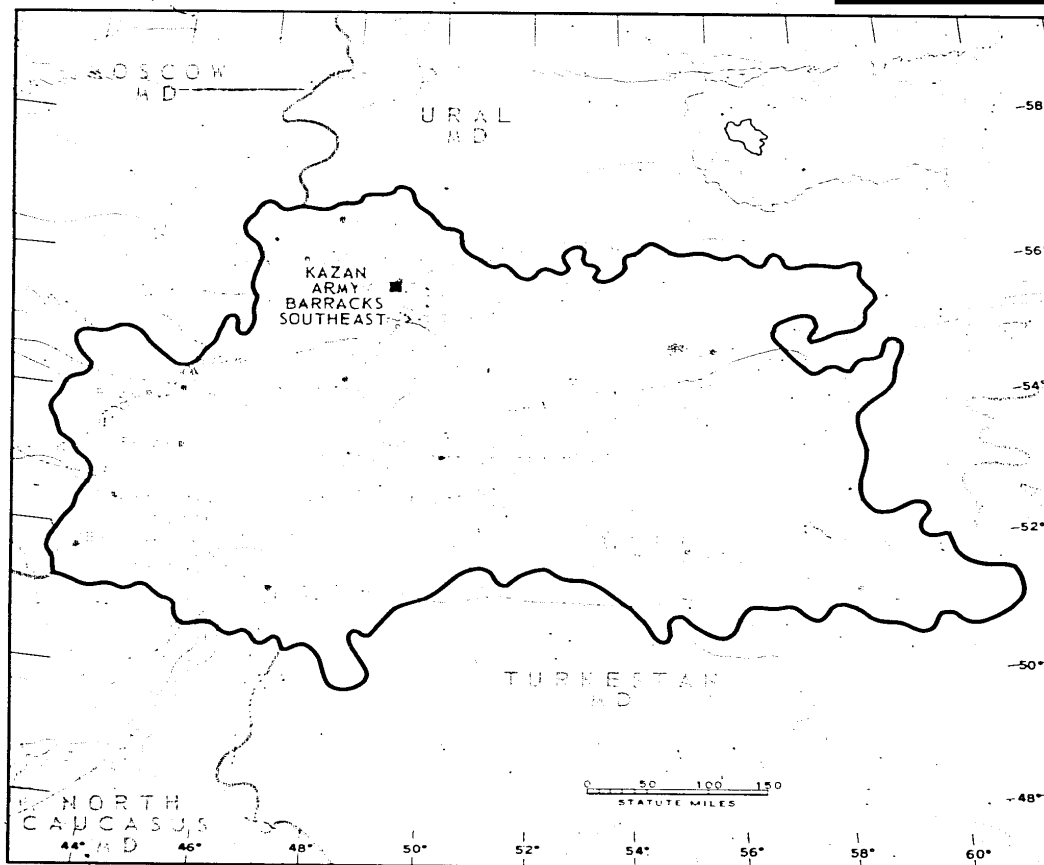 MOSCOW
MD
URAL
MD
KAZAN
ARMY
BARRACKS
SOUTHEAST
TURKESTAN
MD
NORTH
CAUCASUS
MD
0 50 100 150
STATUTE MILES
58°
56°
54°
52°
50°
48°
44° 46° 48° 50° 52° 54° 56° 58° 60°